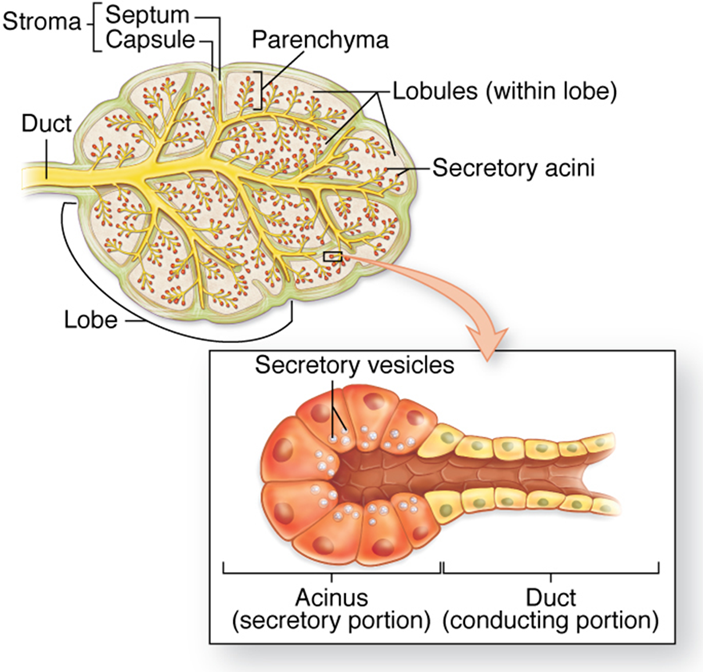 Stroma
Septum
Capsule
Parenchyma
Lobules (within lobe)
Duct
Secretory acini
Lobe
Secretory vesicles
Acinus
(secretory portion)
Duct
(conducting portion)